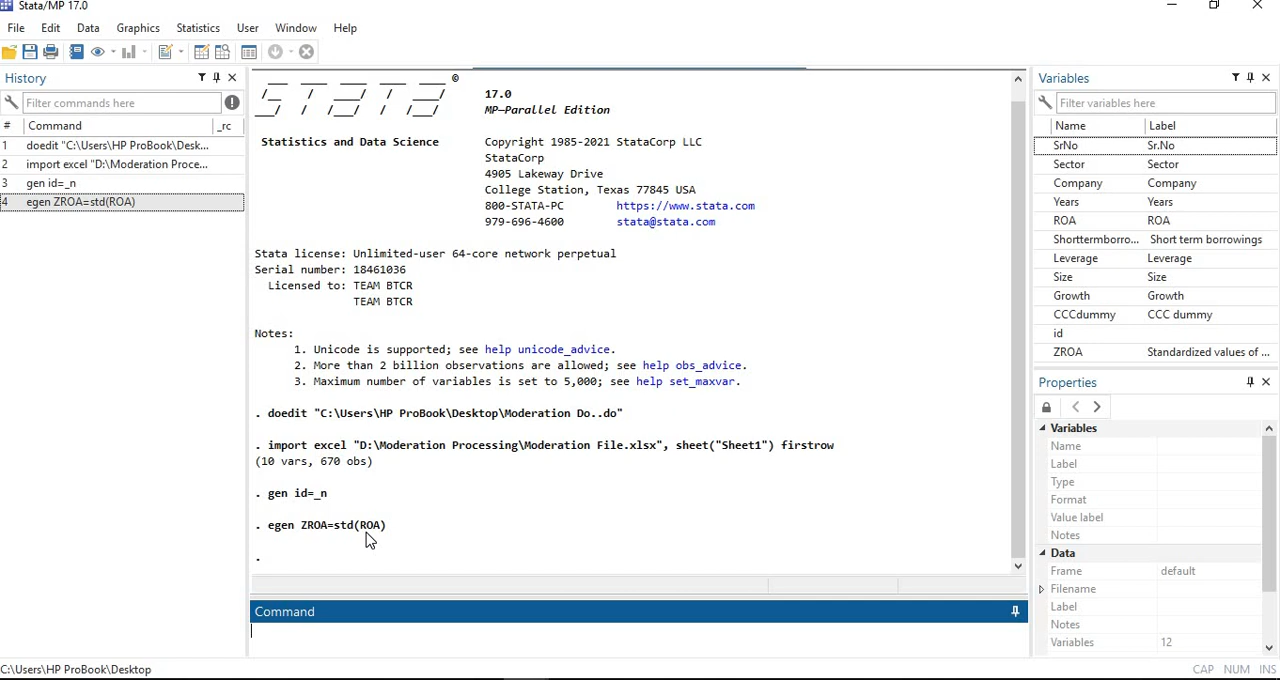 Stata/MP 17.0
File Edit Data Graphics Statistics User Window Help
History
Filter commands here
# Command _rc
1 doedit "C:\Users\HP ProBook\Desk...
2 import excel "D:\Moderation Proce...
3 gen id=_n
4 egen ZROA=std(ROA)
©
17.0
MP—Parallel Edition
Statistics and Data Science
Copyright 1985-2021 StataCorp LLC
StataCorp
4905 Lakeway Drive
College Station, Texas 77845 USA
800-STATA-PC https://www.stata.com
979-696-4600 stata@stata.com
Stata license: Unlimited-user 64-core network perpetual
Serial number: 18461036
Licensed to: TEAM BTCR
TEAM BTCR
Notes:
1. Unicode is supported; see help unicode_advice.
2. More than 2 billion observations are allowed; see help obs_advice.
3. Maximum number of variables is set to 5,000; see help set_maxvar.
. doedit "C:\Users\HP ProBook\Desktop\Moderation Do..do"
. import excel "D:\Moderation Processing\Moderation File.xlsx", sheet("Sheet1") firstrow
(10 vars, 670 obs)
. gen id=_n
. egen ZROA=std(ROA)
.
Command
Variables
Filter variables here
Name Label
SrNo Sr.No
Sector Sector
Company Company
Years Years
ROA ROA
Shorttermborro... Short term borrowings
Leverage Leverage
Size Size
Growth Growth
CCCdummy CCC dummy
id
ZROA Standardized values of ...
Properties
Variables
Name
Label
Type
Format
Value label
Notes
Data
Frame default
Filename
Label
Notes
Variables 12
C:\Users\HP ProBook\Desktop
CAP NUM INS